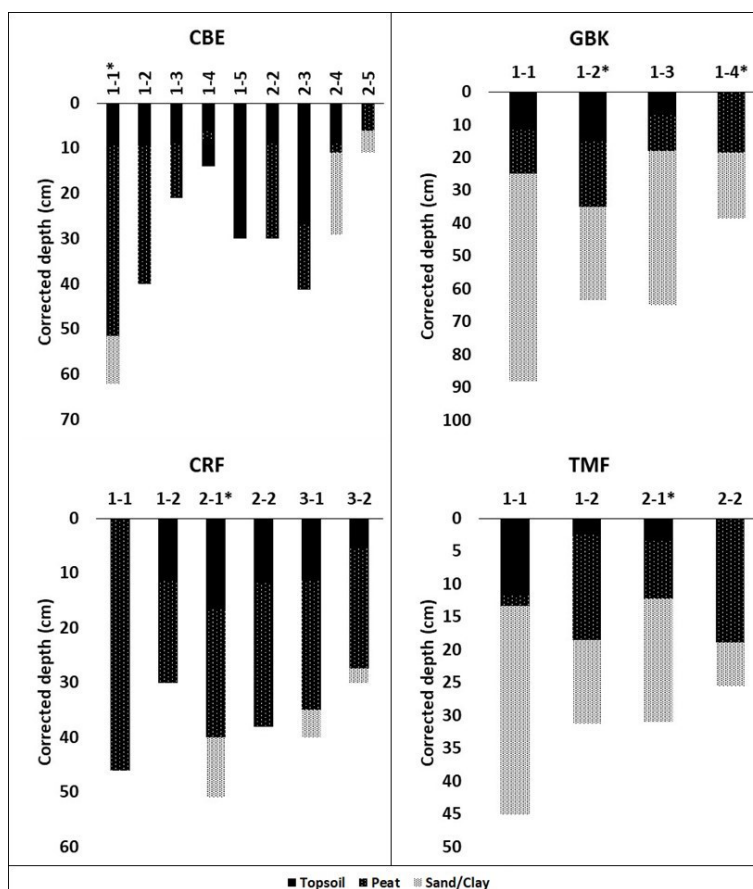 CBE
1-1* 1-2 1-3 1-4 1-5 2-2 2-3 2-4 2-5
Corrected depth (cm)
0
10
20
30
40
50
60
70
GBK
1-1 1-2* 1-3 1-4*
Corrected depth (cm)
0
10
20
30
40
50
60
70
80
90
100
CRF
1-1 1-2 2-1* 2-2 3-1 3-2
Corrected depth (cm)
0
10
20
30
40
50
60
TMF
1-1 1-2 2-1* 2-2
Corrected depth (cm)
0
5
10
15
20
25
30
35
40
45
50
Topsoil Peat Sand/Clay